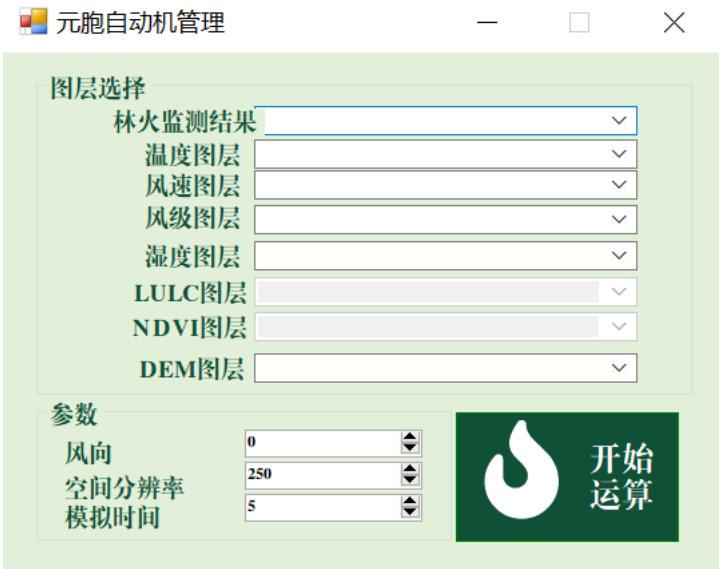 元胞自动机管理
图层选择
林火监测结果
温度图层
风速图层
风级图层
湿度图层
LULC图层
NDVI图层
DEM图层
参数
风向 0
空间分辨率 250
模拟时间 5
开始
运算